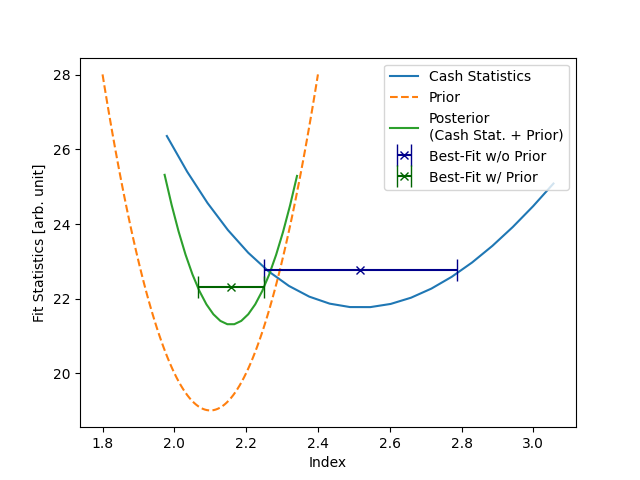 28
26
24
22
20
Fit Statistics [arb. unit]
1.8
2.0
2.2
2.4
2.6
2.8
3.0
Index
Cash Statistics
Prior
Posterior
(Cash Stat. + Prior)
Best-Fit w/o Prior
Best-Fit w/ Prior